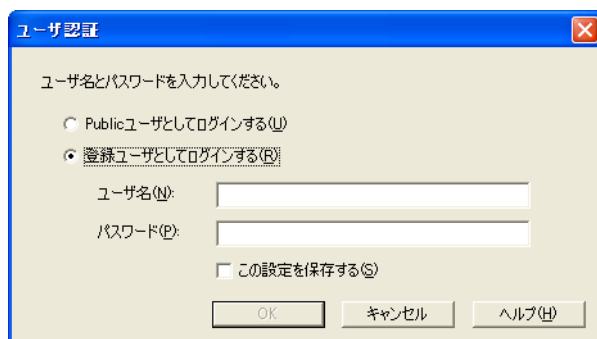 ユーザ認証
ユーザ名とパスワードを入力してください。
Publicユーザとしてログインする(U)
登録ユーザとしてログインする(R)
ユーザ名(N):
パスワード(P):
この設定を保存する(S)
OK キャンセル ヘルプ(H)